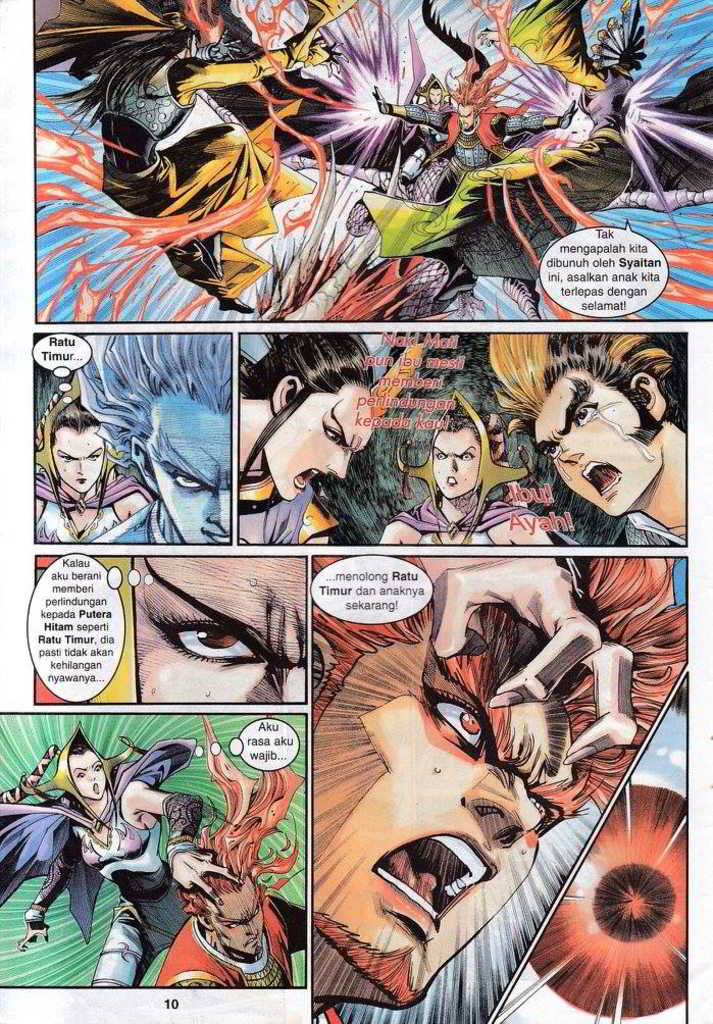 Tak
mengapalah kita
dibunuh oleh Syaitan
ini, asalkan anak kita
terlepas dengan
selamat!
Ratu
Timur...
Naki Mati
pun ibu mesti
memberi
perlindungan
kepada kau!
Ibu!
Ayah!
Kalau
aku berani
memberi
perlindungan
kepada Putera
Hitam seperti
Ratu Timur, dia
pasti tidak akan
kehilangan
nyawanya...
...menolong Ratu
Timur dan anaknya
sekarang!
Aku
rasa aku
wajib...
10